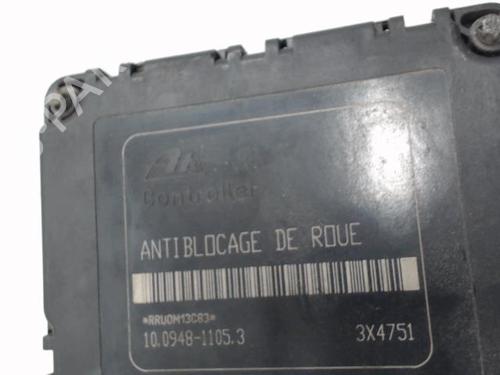 Controller
ANTIBLOCAGE DE ROUE
*RRUOM13C83*
10.0948-1105.3 3X4751